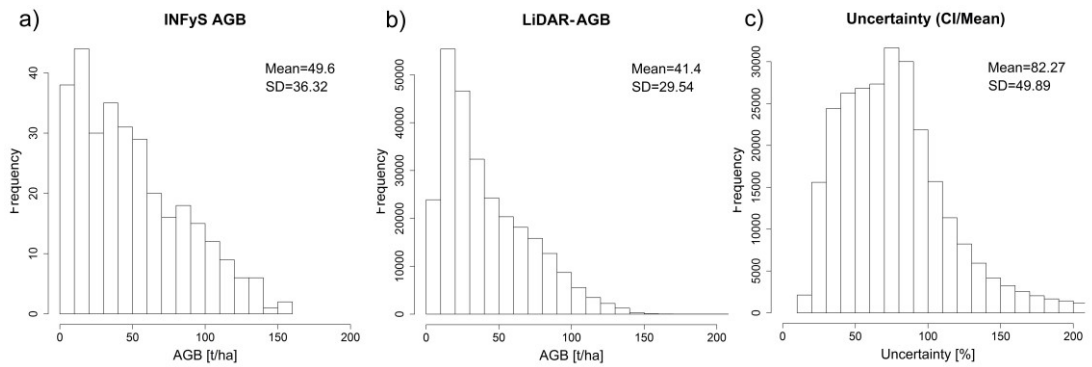 a)
INFyS AGB
Mean=49.6
SD=36.32
Frequency
0
10
20
30
40
0
50
100
150
200
AGB [t/ha]
b)
LiDAR-AGB
Mean=41.4
SD=29.54
Frequency
0
10000
20000
30000
40000
50000
0
50
100
150
200
AGB [t/ha]
c)
Uncertainty (CI/Mean)
Mean=82.27
SD=49.89
Frequency
0
5000
10000
15000
20000
25000
30000
0
50
100
150
200
Uncertainty [%]